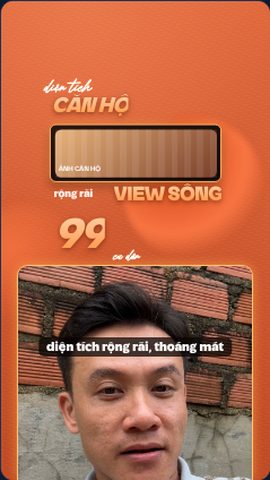 diện tích
CĂN HỘ
ẢNH CĂN HỘ
rộng rãi VIEW SÔNG
99
cư dân
diện tích rộng rãi, thoáng mát